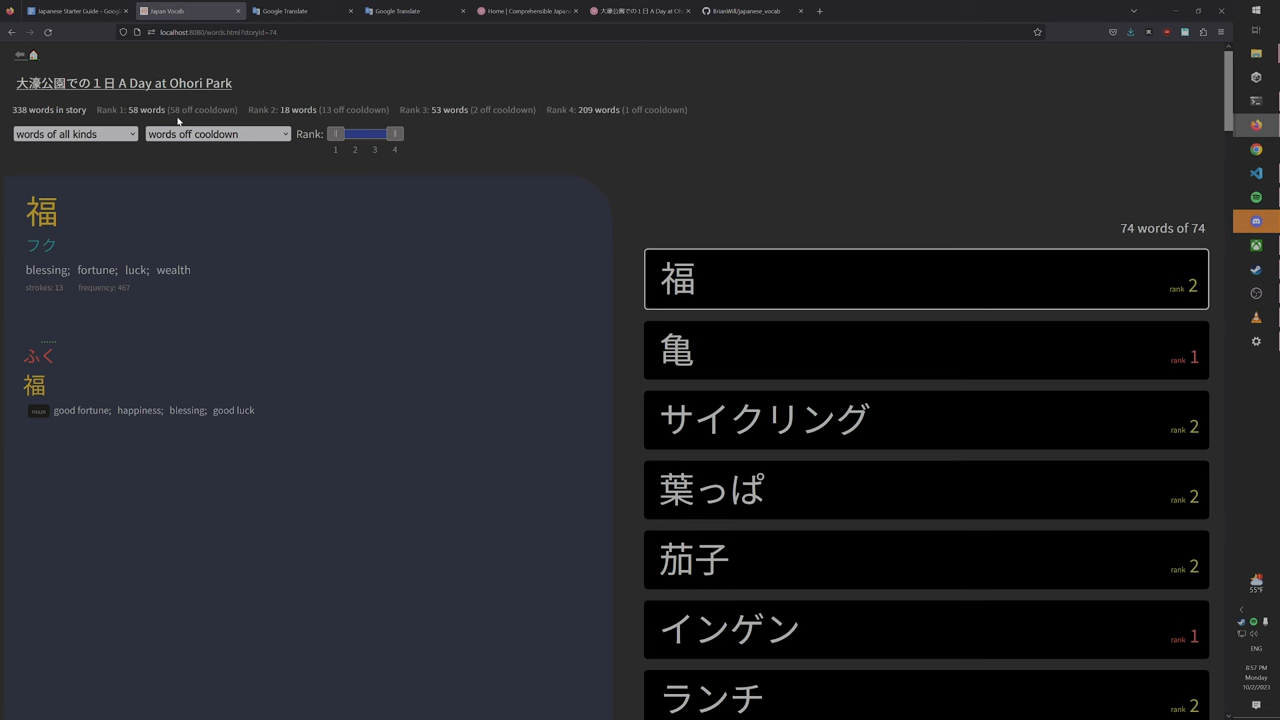 Japanese Starter Guide - Goog
Japan Vocab
Google Translate
Google Translate
Home | Comprehensible Japan
大濠公園での１日 A Day at Oh
BrianWill/japanese_vocab
localhost:8080/words.html?storyId=74
大濠公園での１日 A Day at Ohori Park
338 words in story Rank 1: 58 words (58 off cooldown) Rank 2: 18 words (13 off cooldown) Rank 3: 53 words (2 off cooldown) Rank 4: 209 words (1 off cooldown)
words of all kinds words off cooldown Rank:
1 2 3 4
福
フク
blessing; fortune; luck; wealth
strokes: 13 frequency: 467
ふく
福
noun good fortune; happiness; blessing; good luck
74 words of 74
福 rank 2
亀 rank 1
サイクリング rank 2
葉っぱ rank 2
茄子 rank 2
インゲン rank 1
ランチ rank 2
55°F
ENG
8:57 PM
Monday
10/2/2023